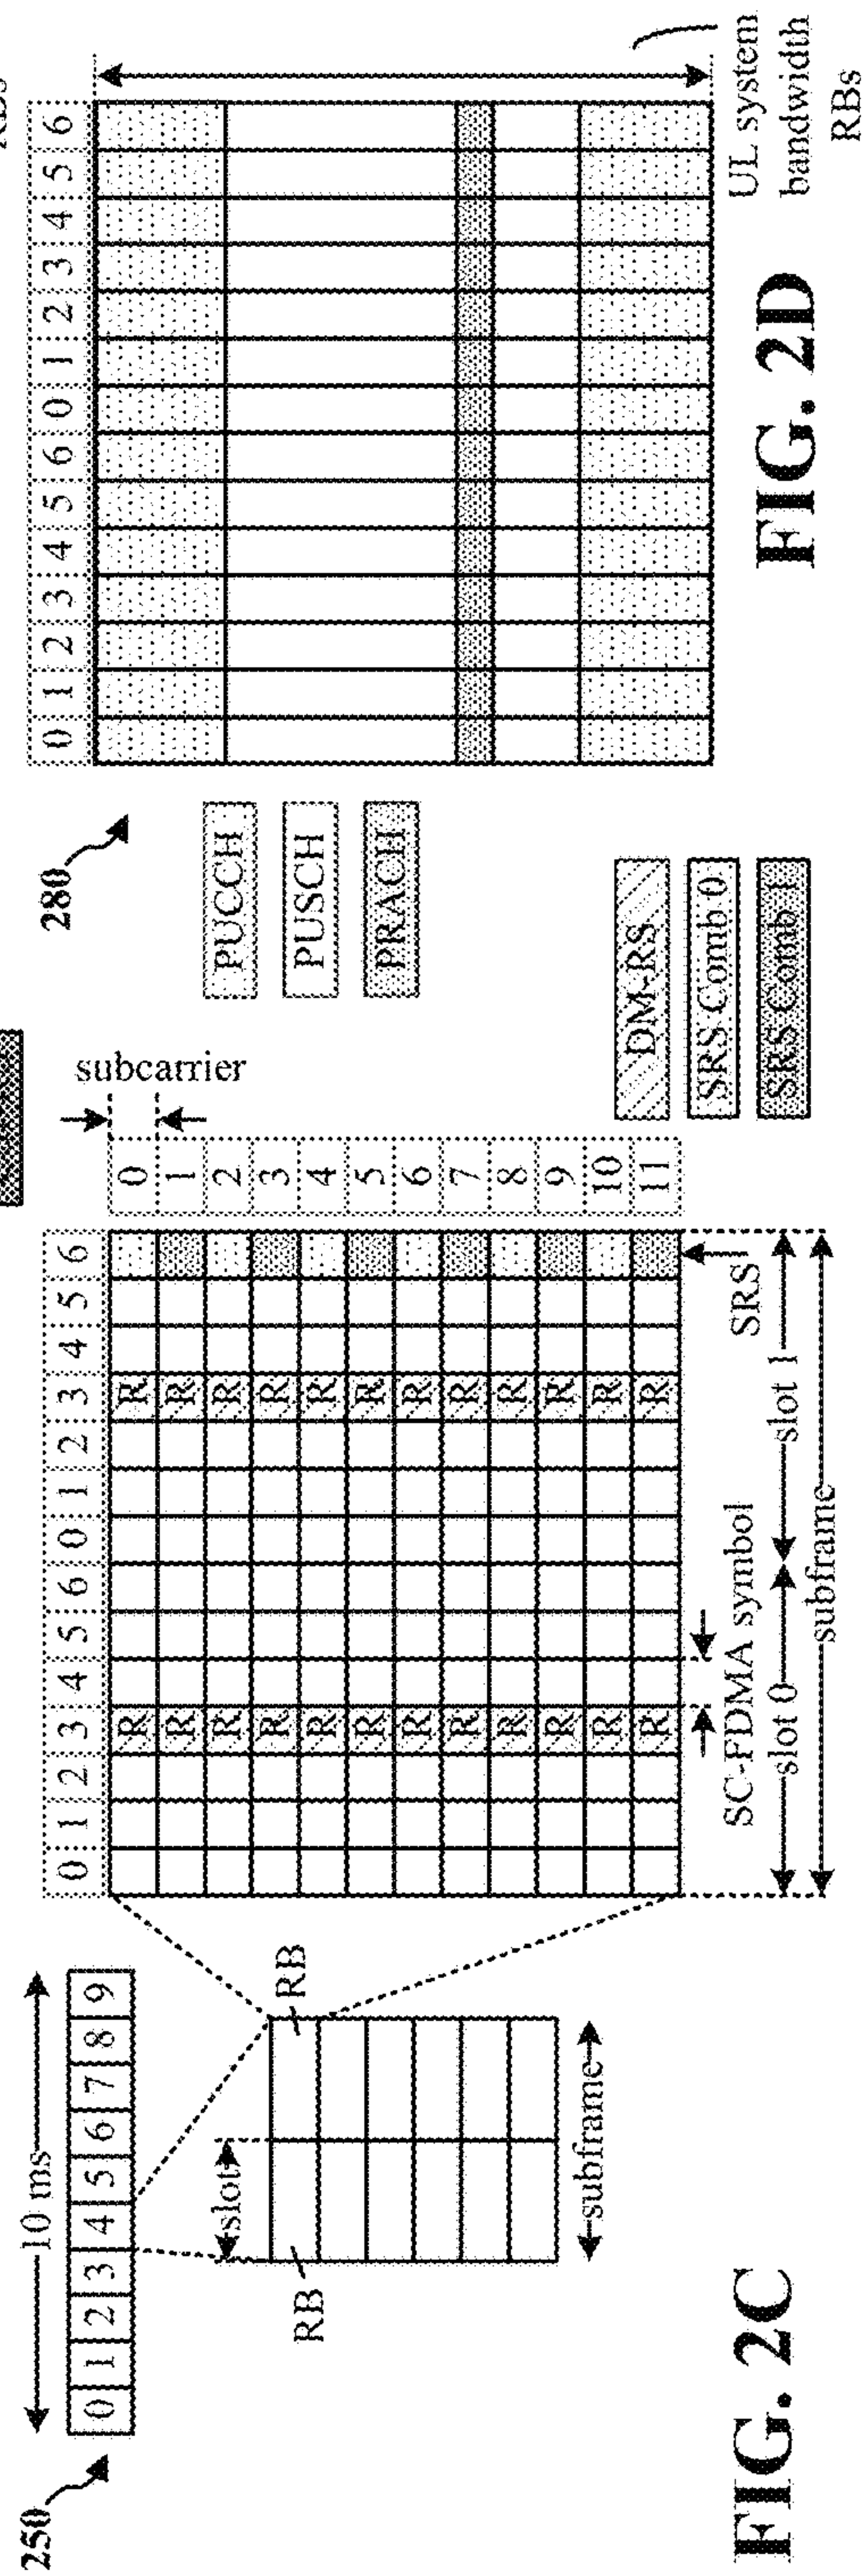 250
10 ms
0 1 2 3 4 5 6 7 8 9
slot
RB
RB
subframe
FIG. 2C
0 1 2 3 4 5 6 0 1 2 3 4 5 6
R R
R R
R R
R R
R R
R R
R R
R R
R R
R R
R R
R R
subcarrier
0
1
2
3
4
5
6
7
8
9
10
11
SC-FDMA symbol
SRS
slot 0
slot 1
subframe
DM-RS
SRS Comb 0
SRS Comb 1
280
PUCCH
PUSCH
PRACH
0 1 2 3 4 5 6 0 1 2 3 4 5 6
UL system
bandwidth
RBs
FIG. 2D